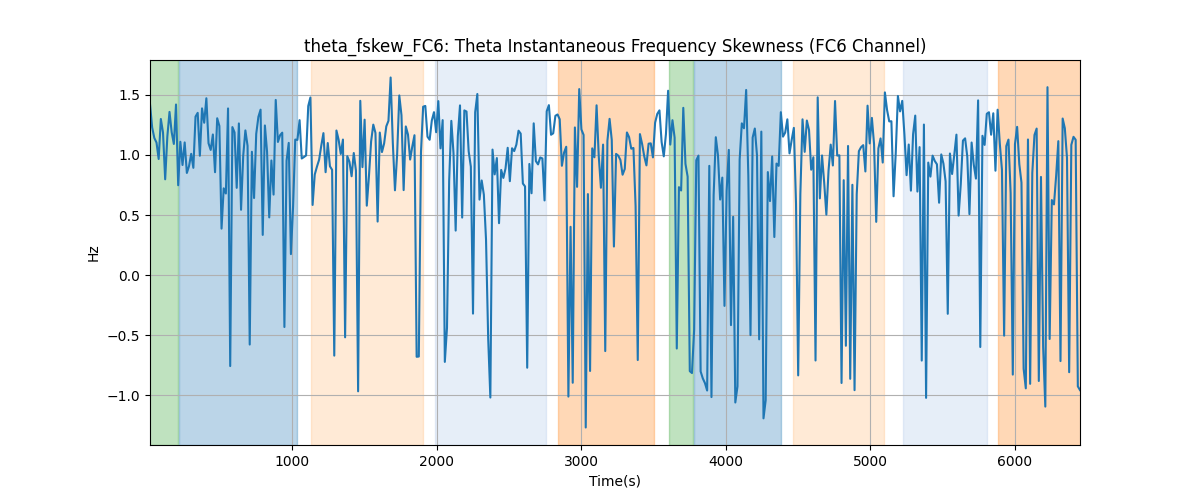 theta_fskew_FC6: Theta Instantaneous Frequency Skewness (FC6 Channel)
1.5
1.0
0.5
0.0
−0.5
−1.0
Hz
1000 2000 3000 4000 5000 6000
Time(s)